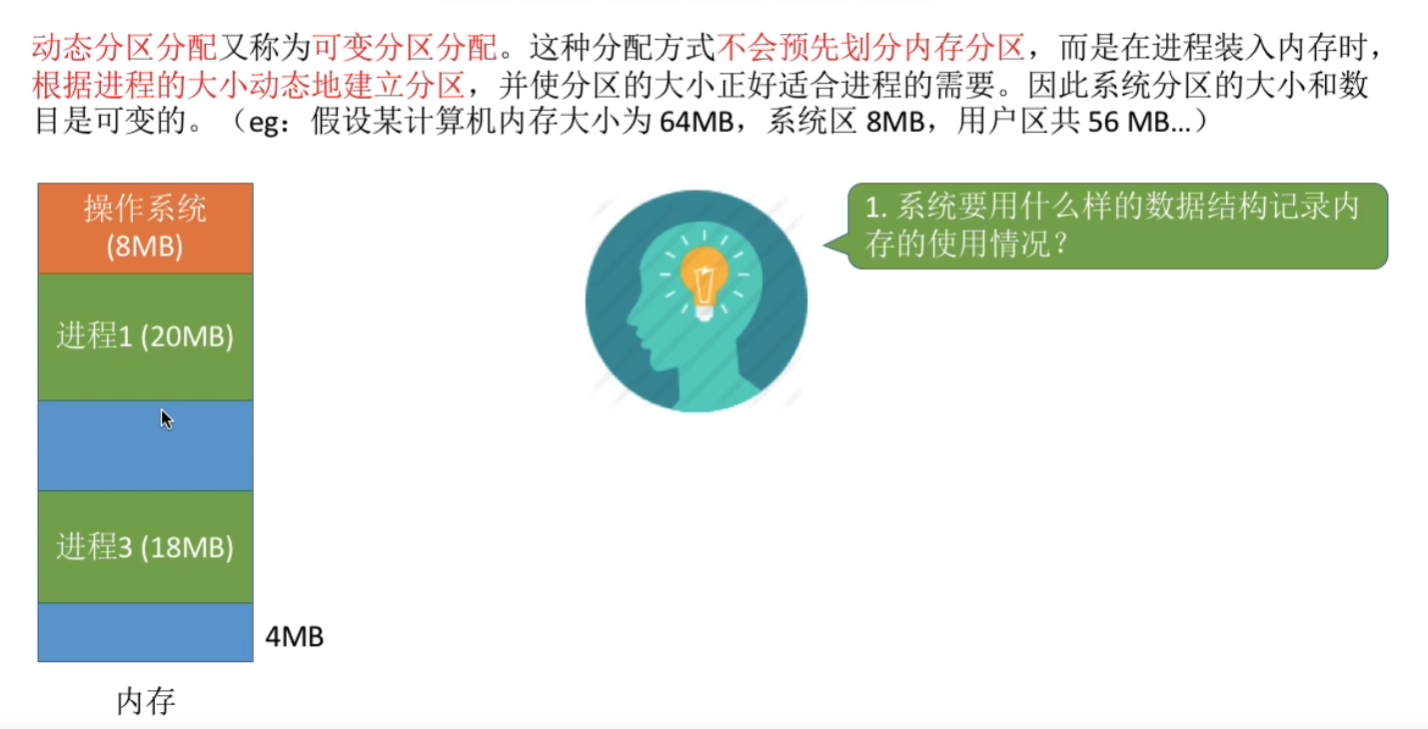 动态分区分配又称为可变分区分配。这种分配方式不会预先划分内存分区，而是在进程装入内存时，
根据进程的大小动态地建立分区，并使分区的大小正好适合进程的需要。因此系统分区的大小和数
目是可变的。（eg：假设某计算机内存大小为 64MB，系统区 8MB，用户区共 56 MB…）
操作系统
(8MB)
进程1 (20MB)
进程3 (18MB)
4MB
内存
1. 系统要用什么样的数据结构记录内
存的使用情况？